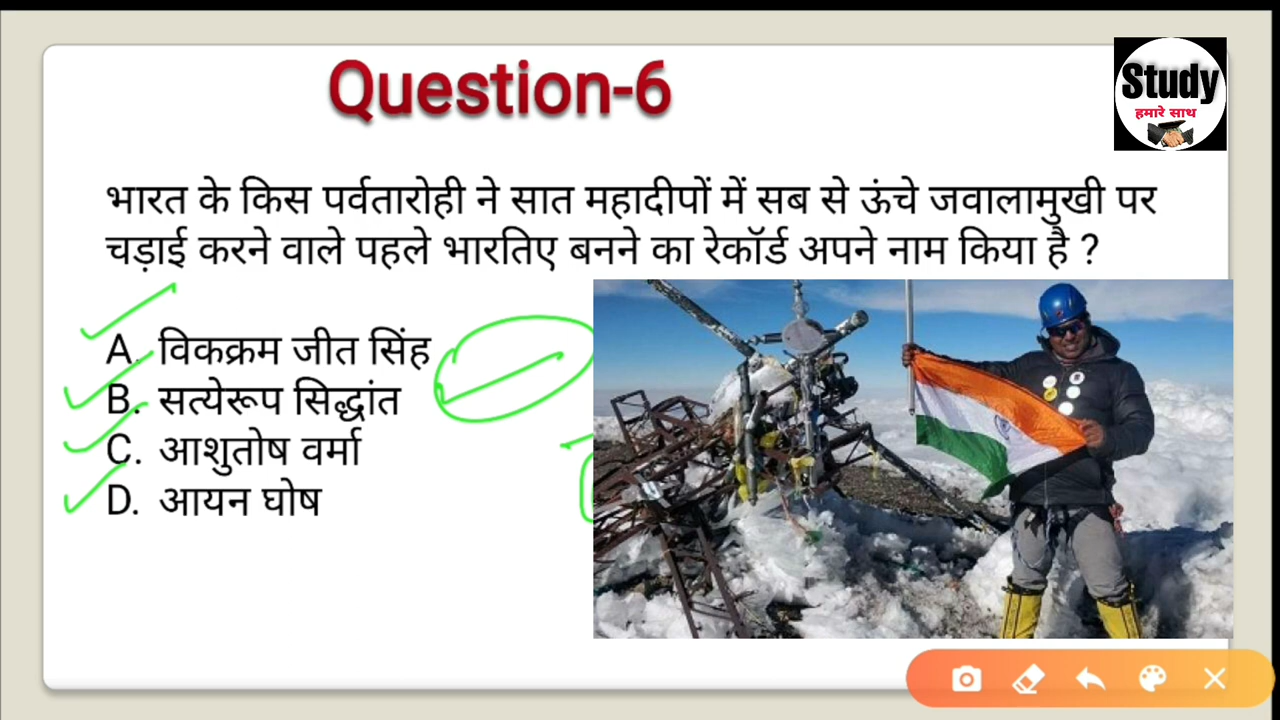 Question-6
Study
हमारे साथ
भारत के किस पर्वतारोही ने सात महादीपों में सब से ऊंचे जवालामुखी पर
चड़ाई करने वाले पहले भारतिए बनने का रेकॉर्ड अपने नाम किया है ?
A. विकक्रम जीत सिंह
B. सत्येरूप सिद्धांत
C. आशुतोष वर्मा
D. आयन घोष